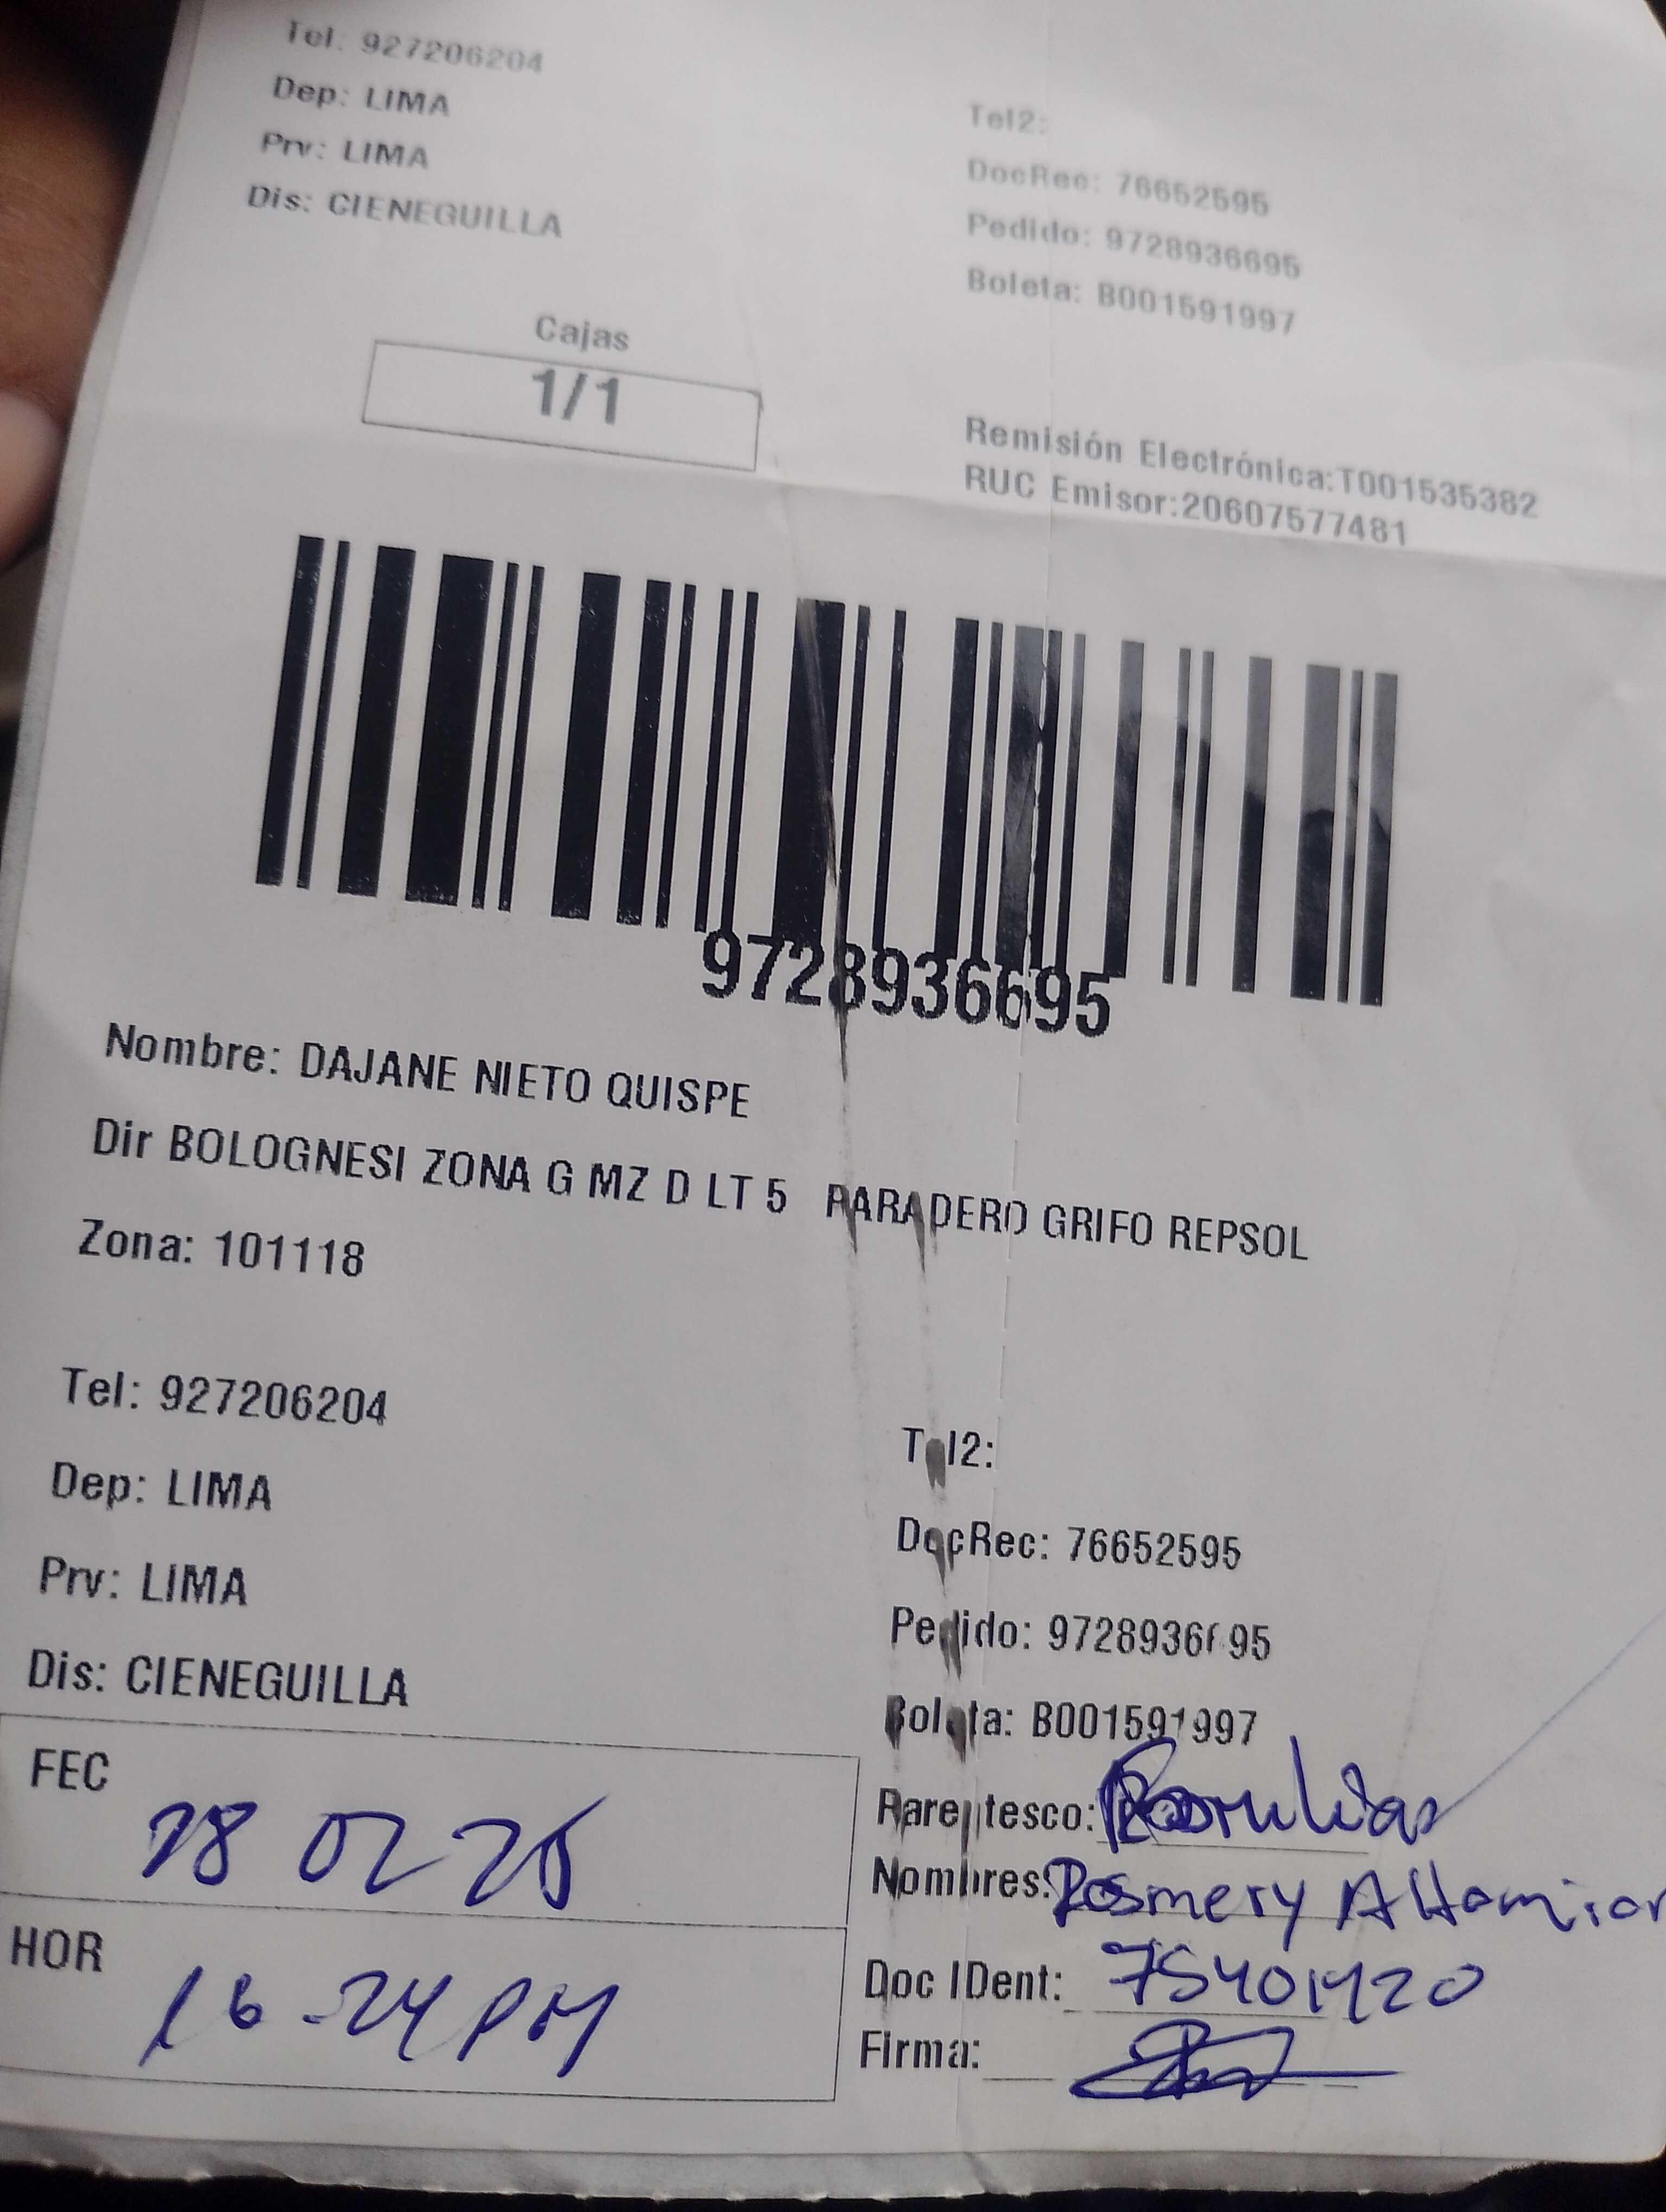 Tel: 927206204
Dep: LIMA
Prv: LIMA
Dis: CIENEGUILLA
Tel2:
DocRec: 76652595
Pedido: 9728936695
Boleta: B001591997
Cajas
1/1
Remisión Electrónica:T001535382
RUC Emisor:20607577481
9728936695
Nombre: DAJANE NIETO QUISPE
Dir BOLOGNESI ZONA G MZ D LT 5 PARADERO GRIFO REPSOL
Zona: 101118
Tel: 927206204
Dep: LIMA
Prv: LIMA
Dis: CIENEGUILLA
Tel2:
DocRec: 76652595
Pedido: 9728936695
Boleta: B001591997
FEC
28 02 25
HOR
16-24 PM
Parentesco:
Nombres: Rosmery Altamiran
Doc IDent: 75401420
Firma: